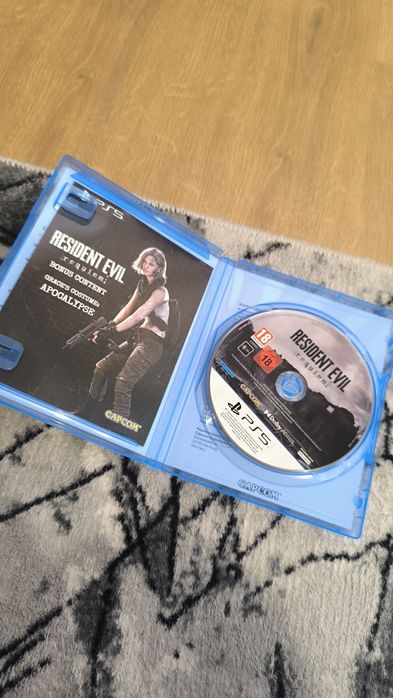 PS5
RESIDENT EVIL
requiem
BONUS CONTENT
GRACE'S COSTUME:
APOCALYPSE
CAPCOM
RESIDENT EVIL
requiem
18
18
CAPCOM
Dolby Atmos
PS5
CAPCOM